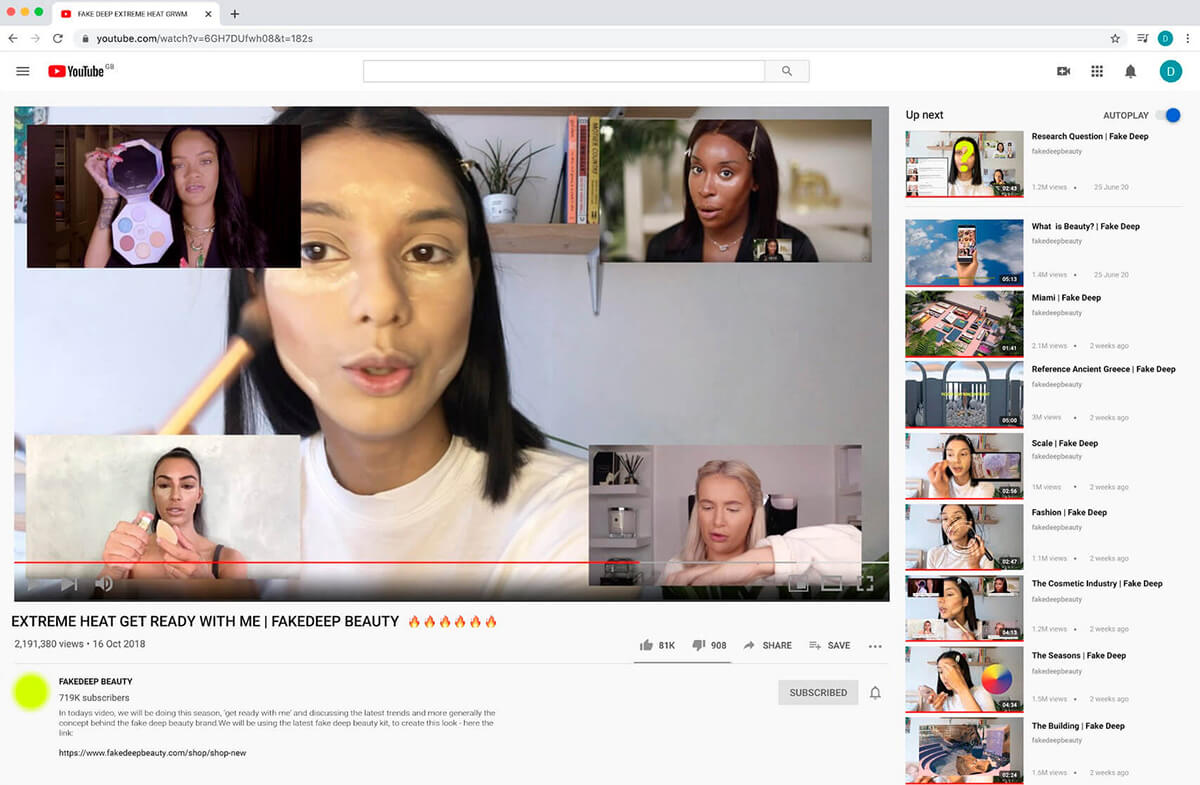 FAKE DEEP EXTREME HEAT GRWM
youtube.com/watch?v=6GH7DUfwh08&t=182s
D
YouTube GB
D
MORE COUNTRY
EXTREME HEAT GET READY WITH ME | FAKEDEEP BEAUTY 🔥🔥🔥🔥🔥🔥
2,191,380 views • 16 Oct 2018
81K
908
SHARE
SAVE
FAKEDEEP BEAUTY
719K subscribers
SUBSCRIBED
In todays video, we will be doing this season, 'get ready with me' and discussing the latest trends and more generally the
concept behind the fake deep beauty brand.We will be using the latest fake deep beauty kit, to create this look - here the
link:
https://www.fakedeepbeauty.com/shop/shop-new
Up next
AUTOPLAY
02:43
Research Question | Fake Deep
fakedeepbeauty
1.2M views • 25 June 20
05:13
What is Beauty? | Fake Deep
fakedeepbeauty
1.4M views • 25 June 20
01:41
Miami | Fake Deep
fakedeepbeauty
2.1M views • 2 weeks ago
05:00
Reference Ancient Greece | Fake Deep
fakedeepbeauty
3M views • 2 weeks ago
02:56
Scale | Fake Deep
fakedeepbeauty
1M views • 2 weeks ago
02:47
Fashion | Fake Deep
fakedeepbeauty
1.1M views • 2 weeks ago
04:13
The Cosmetic Industry | Fake Deep
fakedeepbeauty
1.2M views • 2 weeks ago
04:34
The Seasons | Fake Deep
fakedeepbeauty
1.5M views • 2 weeks ago
02:24
The Building | Fake Deep
fakedeepbeauty
1.6M views • 2 weeks ago